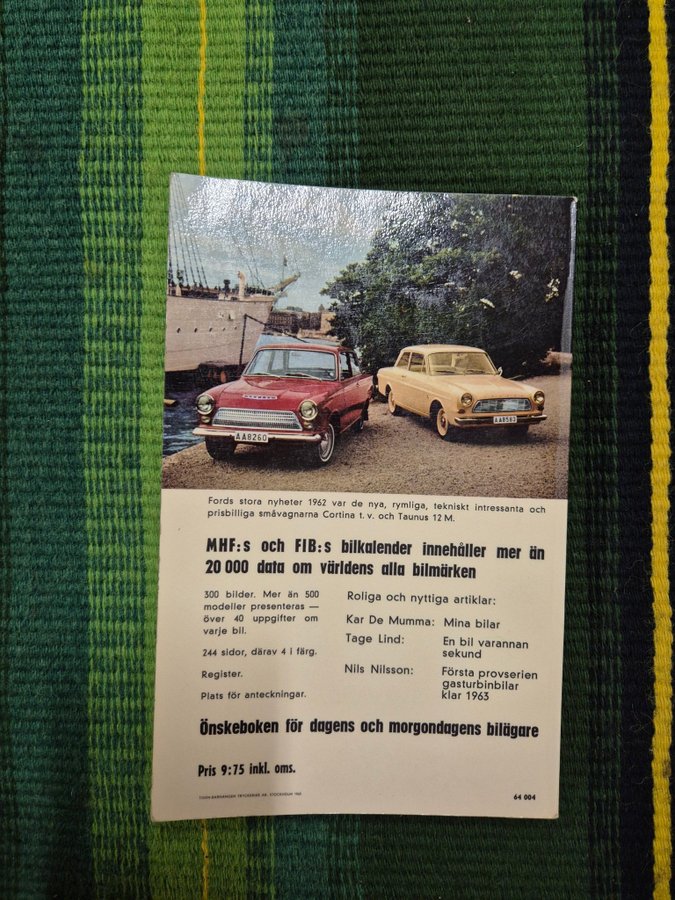 AA8260
AA8583
Fords stora nyheter 1962 var de nya, rymliga, tekniskt intressanta och
prisbilliga småvagnarna Cortina t. v. och Taunus 12 M.
MHF:s och FIB:s bilkalender innehåller mer än
20 000 data om världens alla bilmärken
300 bilder. Mer än 500
modeller presenteras —
över 40 uppgifter om
varje bil.
244 sidor, därav 4 i färg.
Register.
Plats för anteckningar.
Roliga och nyttiga artiklar:
Kar De Mumma: Mina bilar
Tage Lind: En bil varannan
sekund
Nils Nilsson: Första provserien
gasturbinbilar
klar 1963
Önskeboken för dagens och morgondagens bilägare
Pris 9:75 inkl. oms.
TRYCKERIER AB, STOCKHOLM
64 004